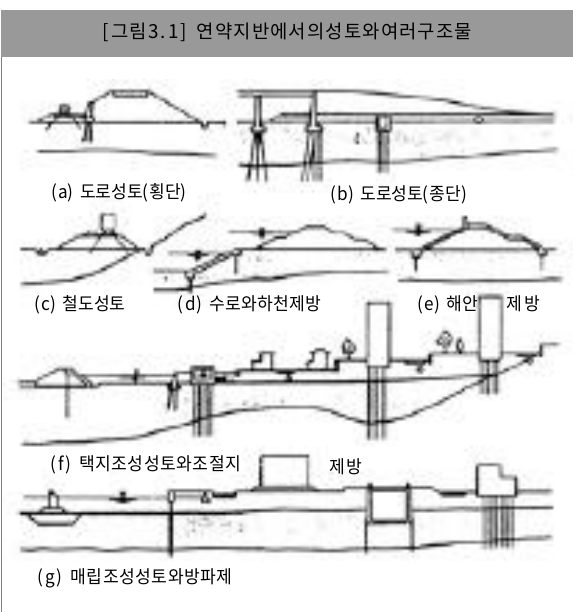 [그림3.1] 연약지반에서의성토와여러구조물
(a) 도로성토(횡단)
(b) 도로성토(종단)
(c) 철도성토
(d) 수로와하천제방
(e) 해안 제방
(f) 택지조성성토와조절지 제방
(g) 매립조성성토와방파제